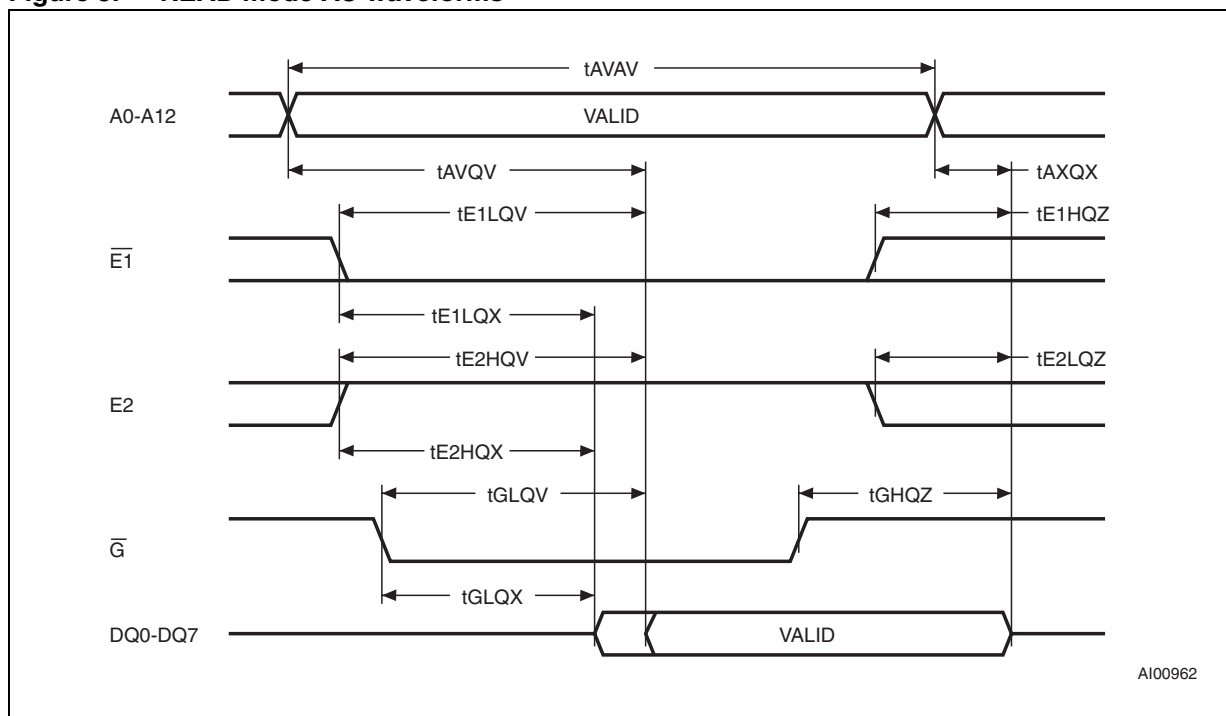 Figure READ Mode AC waveforms
tAVAV
A0-A12
VALID
tAVQV
tAXQX
tE1LQV
tE1HQZ
E1
tE1LQX
tE2HQV
tE2LQZ
E2
tE2HQX
tGLQV
tGHQZ
G
tGLQX
DQ0-DQ7
VALID
AI00962